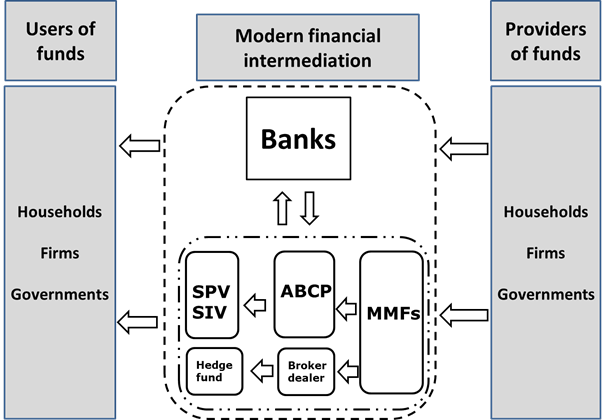 Users of
funds
Modern financial
intermediation
Providers
of funds
Households
Firms
Governments
Banks
SPV
SIV
ABCP
MMFs
Hedge
fund
Broker
dealer
Households
Firms
Governments